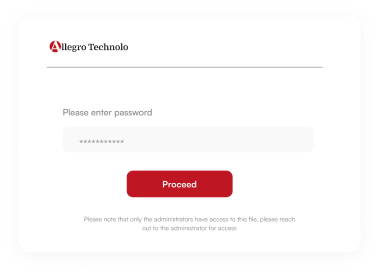 Allegro Technolo
Please enter password
***********
Proceed
Please note that only the administrators have access to this file, please reach
out to the administrator for access